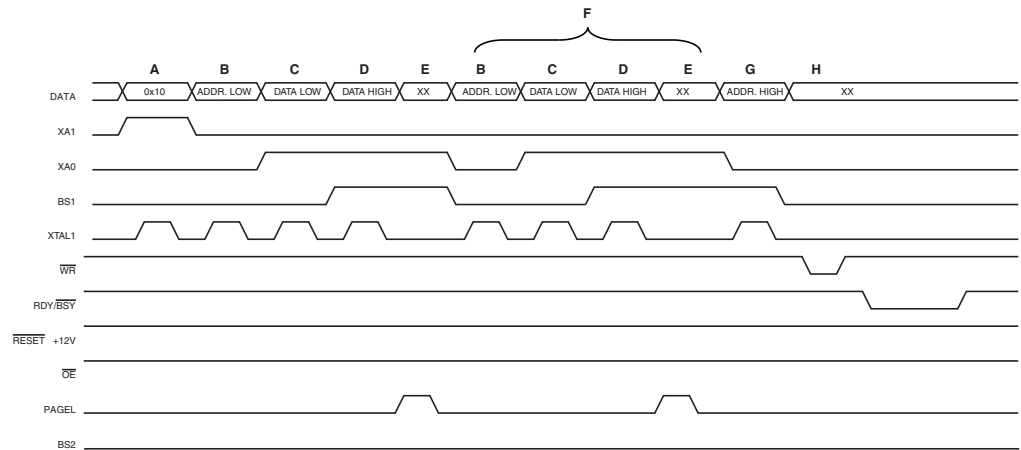 F
A B C D E B C D E G H
DATA 0x10 ADDR. LOW DATA LOW DATA HIGH XX ADDR. LOW DATA LOW DATA HIGH XX ADDR. HIGH XX
XA1
XA0
BS1
XTAL1
WR
RDY/BSY
RESET +12V
OE
PAGEL
BS2